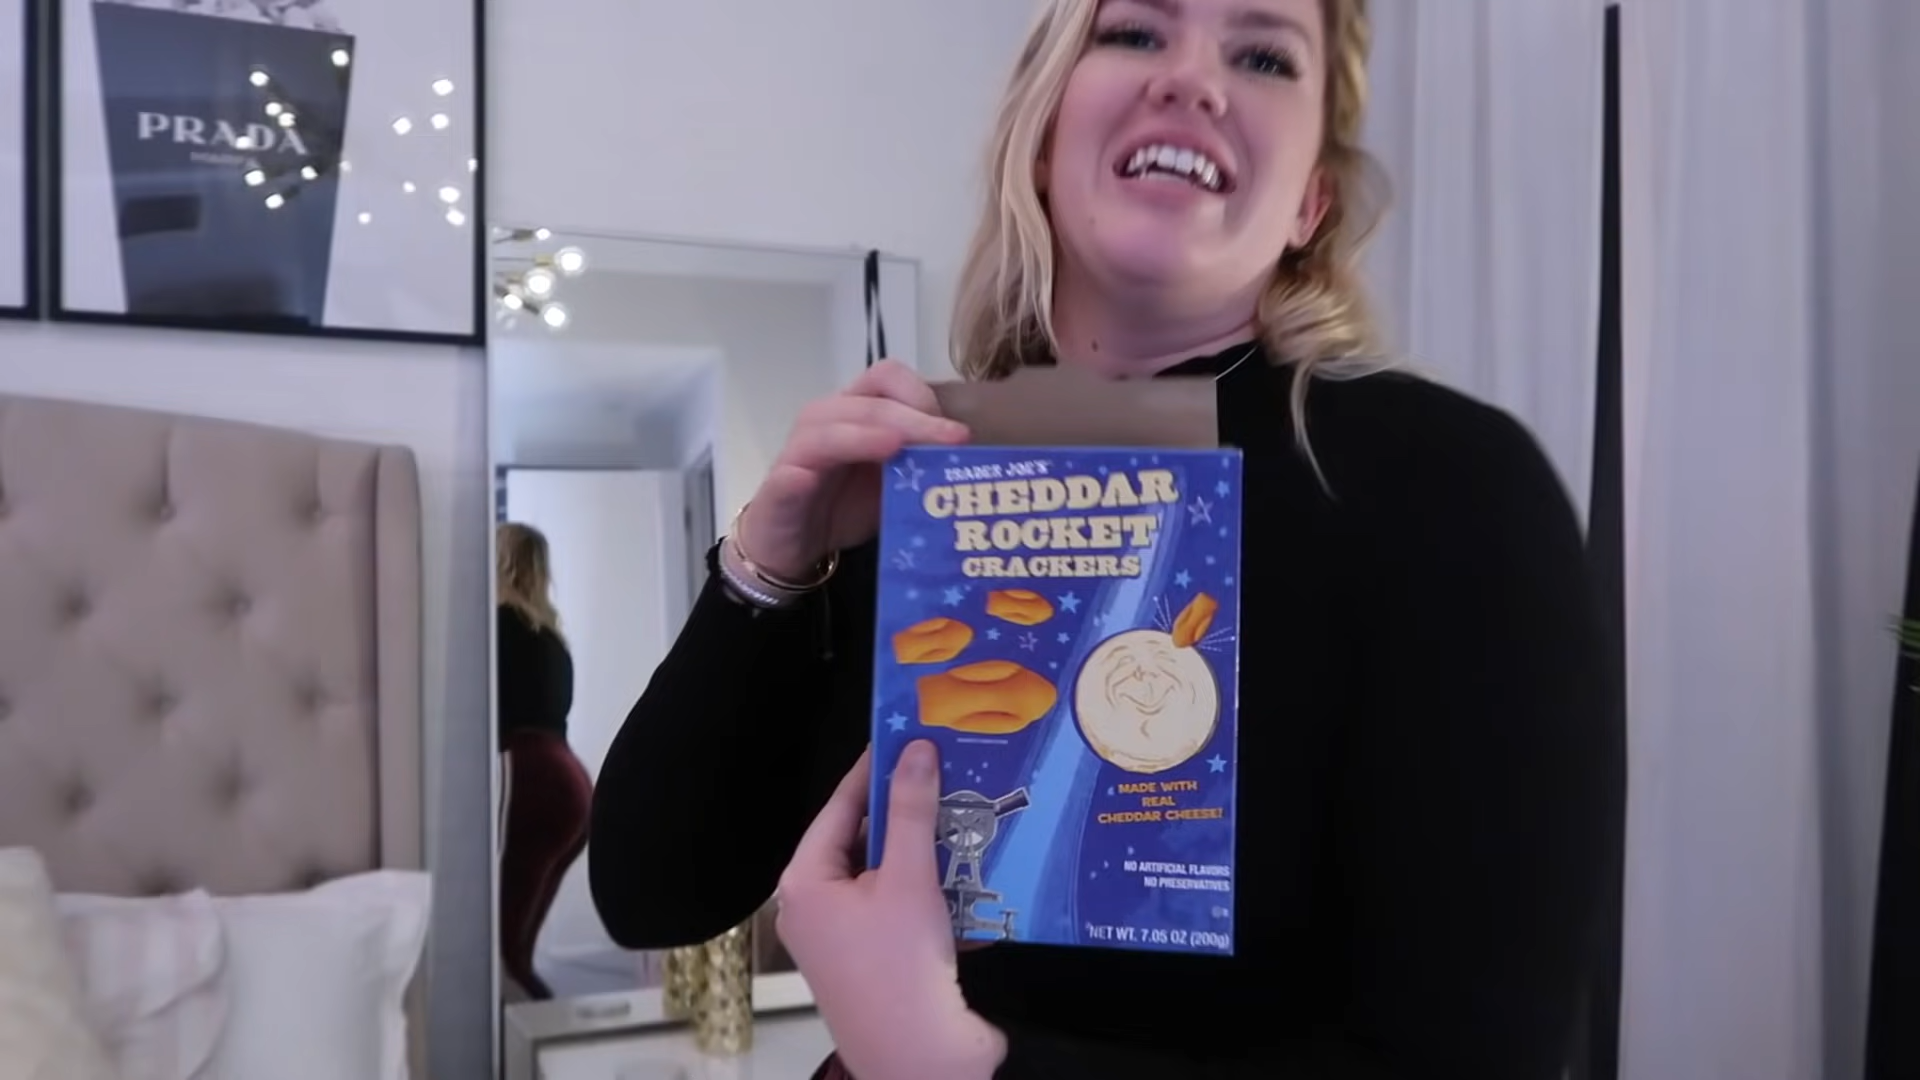 PRADA
TRADER JOE'S
CHEDDAR
ROCKET
CRACKERS
MADE WITH
REAL
CHEDDAR CHEESE!
NO ARTIFICIAL FLAVORS
NO PRESERVATIVES
NET WT. 7.05 OZ (200g)